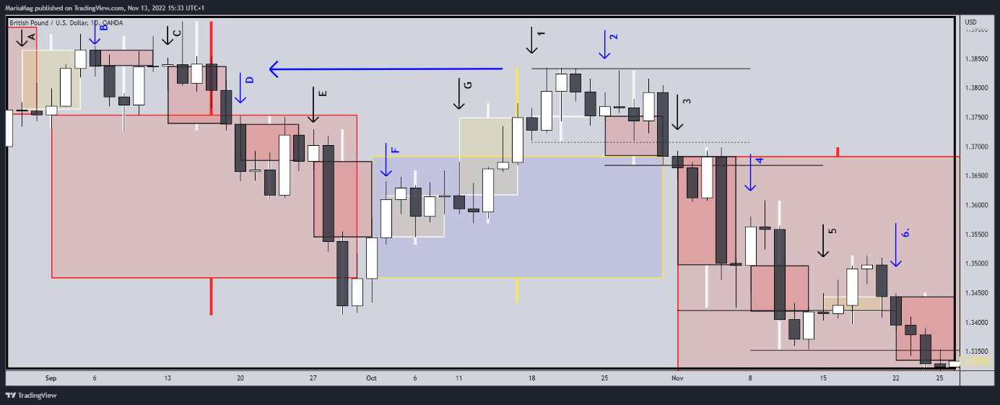 MariuMag published on TradingView.com, Nov 13, 2022 15:33 UTC+1
British Pound / U.S. Dollar, 1D, OANDA
USD
A
B
C
D
E
F
G
1
2
3
4
5
6.
1.39000
1.38500
1.38000
1.37500
1.37000
1.36500
1.36000
1.35500
1.35000
1.34500
1.34000
1.33500
Sep 6 13 20 27 Oct 6 11 18 25 Nov 8 15 22 25
TradingView